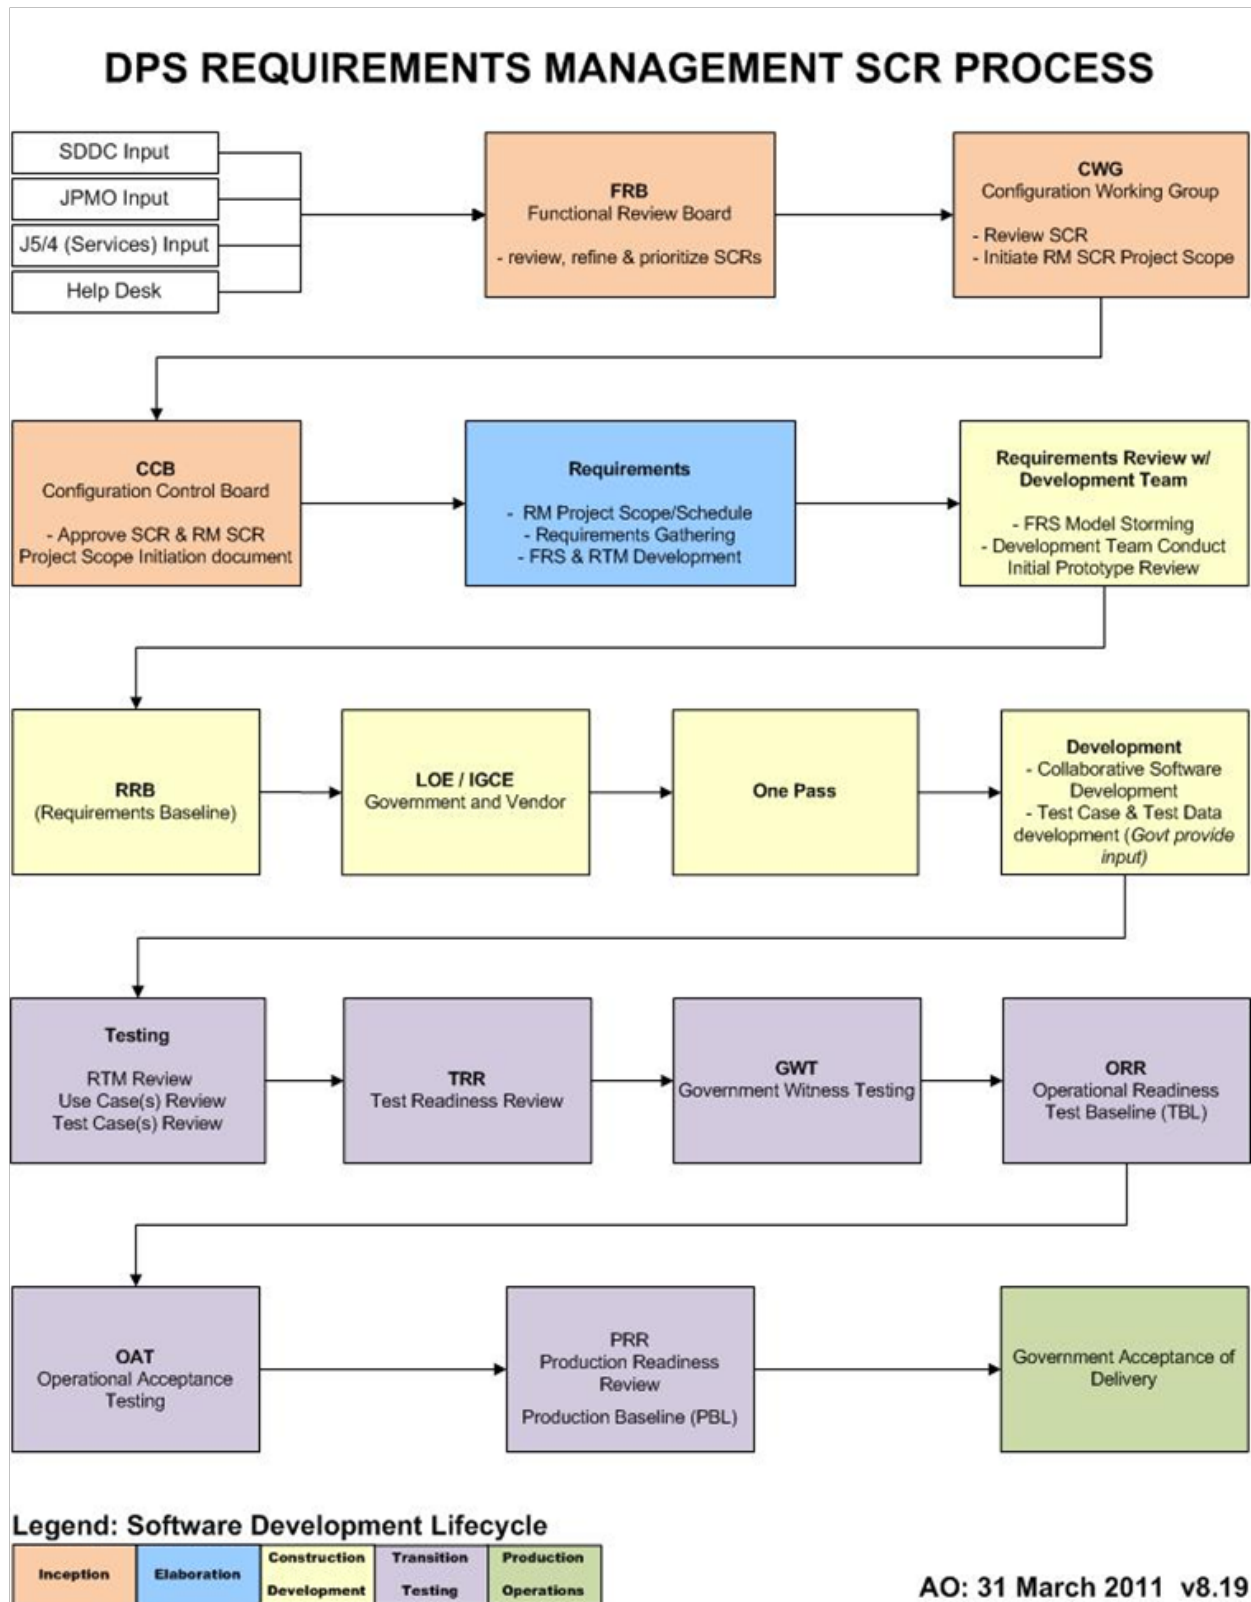 DPS REQUIREMENTS MANAGEMENT SCR PROCESS
SDDC Input
JPMO Input
J5/4 (Services) Input
Help Desk
FRB
Functional Review Board
- review, refine & prioritize SCRs
CWG
Configuration Working Group
- Review SCR
- Initiate RM SCR Project Scope
CCB
Configuration Control Board
- Approve SCR & RM SCR
Project Scope Initiation document
Requirements
- RM Project Scope/Schedule
- Requirements Gathering
- FRS & RTM Development
Requirements Review w/
Development Team
- FRS Model Storming
- Development Team Conduct
Initial Prototype Review
RRB
(Requirements Baseline)
LOE / IGCE
Government and Vendor
One Pass
Development
- Collaborative Software
Development
- Test Case & Test Data
development (Govt provide
input)
Testing
RTM Review
Use Case(s) Review
Test Case(s) Review
TRR
Test Readiness Review
GWT
Government Witness Testing
ORR
Operational Readiness
Test Baseline (TBL)
OAT
Operational Acceptance
Testing
PRR
Production Readiness
Review
Production Baseline (PBL)
Government Acceptance of
Delivery
Legend: Software Development Lifecycle
Inception
Elaboration
Construction
Development
Transition
Testing
Production
Operations
AO: 31 March 2011 v8.19